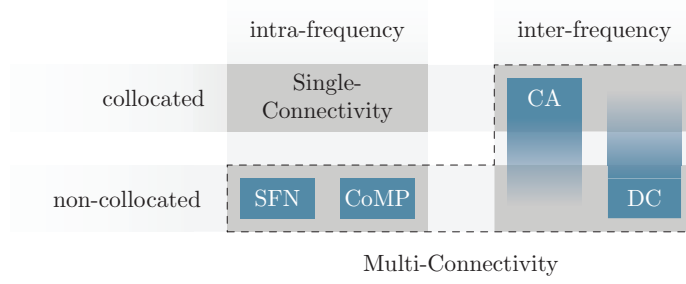 intra-frequency
inter-frequency
collocated
Single-
Connectivity
CA
non-collocated
SFN
CoMP
DC
Multi-Connectivity